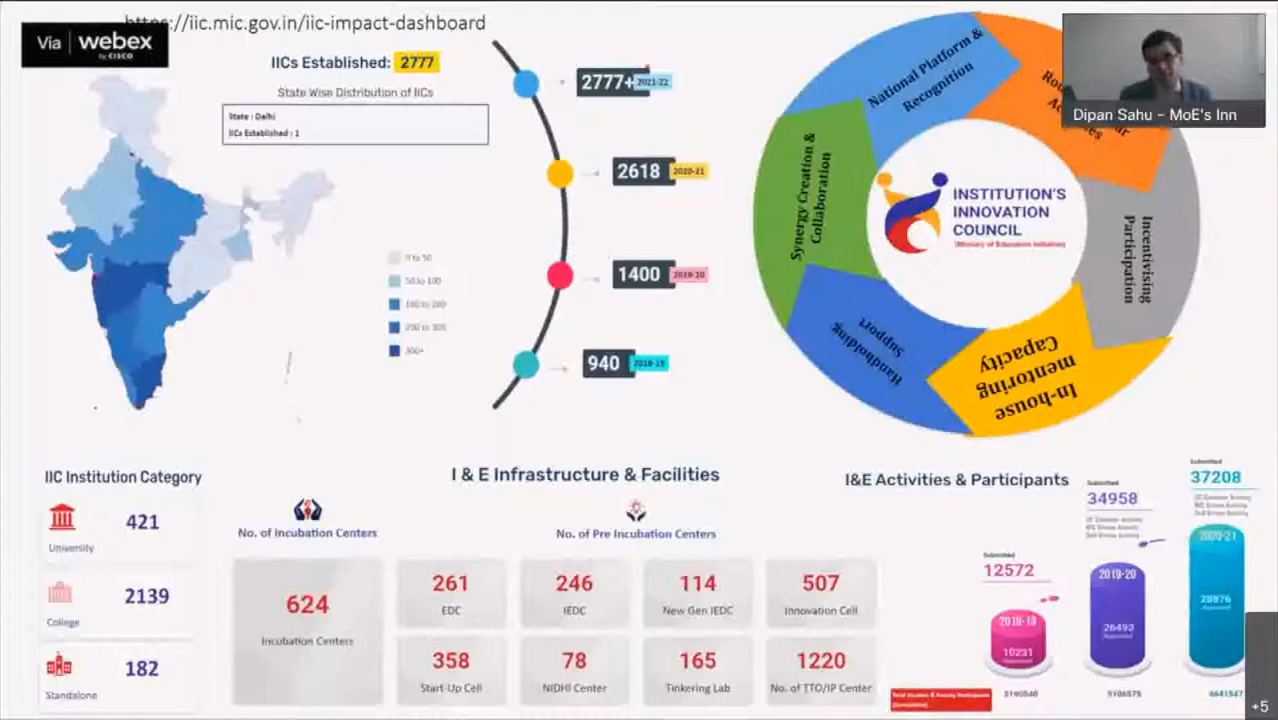 https://iic.mic.gov.in/iic-impact-dashboard
Via webex
by CISCO
IICs Established: 2777
State Wise Distribution of IICs
State : Delhi
IICs Established : 1
0 to 50
50 to 100
300+
2777+ 2021-22
2618 2020-21
1400 2019-20
940 2018-19
National Platform &
Recognition
Incentivising
Participation
In-house
mentoring
Capacity
Handholding
Support
Synergy Creation &
Collaboration
INSTITUTION'S
INNOVATION
COUNCIL
(Ministry of Education Initiative)
Dipan Sahu - MoE's Inn
IIC Institution Category
421
University
2139
College
182
Standalone
I & E Infrastructure & Facilities
No. of Incubation Centers
No. of Pre Incubation Centers
624
Incubation Centers
261
EDC
246
IEDC
114
New Gen IEDC
507
Innovation Cell
358
Start-Up Cell
78
NIDHI Center
165
Tinkering Lab
1220
No. of TTO/IP Center
I&E Activities & Participants
Submitted
12572
2018-19
10231
Submitted
34958
2019-20
26493
Submitted
37208
2020-21
28876
+5